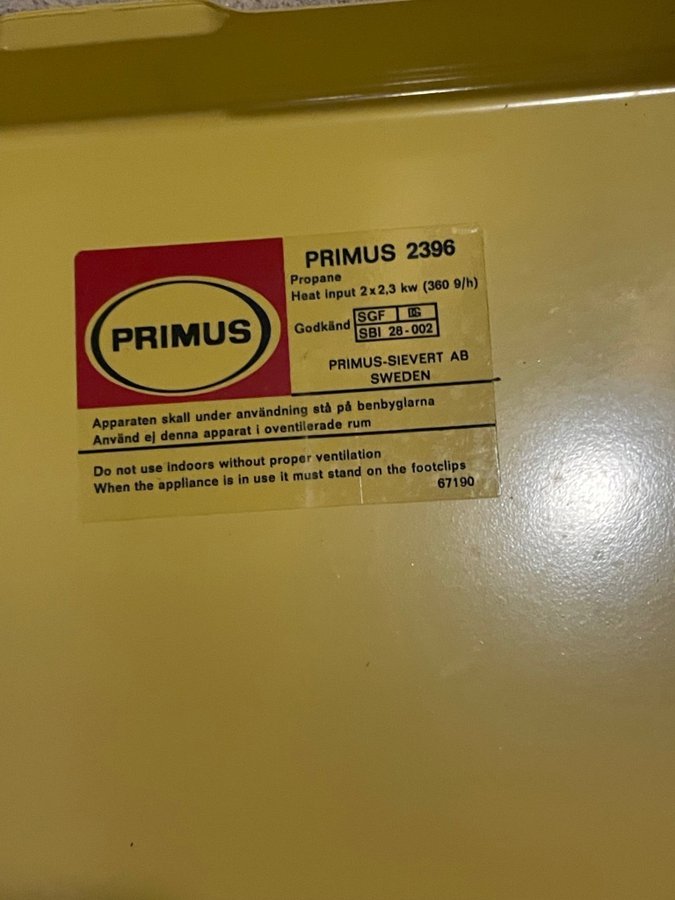 PRIMUS
PRIMUS 2396
Propane
Heat input 2x2,3 kw (360 9/h)
Godkänd SGF
SBI 28-002
PRIMUS-SIEVERT AB
SWEDEN
Apparaten skall under användning stå på benbyglarna
Använd ej denna apparat i oventilerade rum
Do not use indoors without proper ventilation
When the appliance is in use it must stand on the footclips
67190